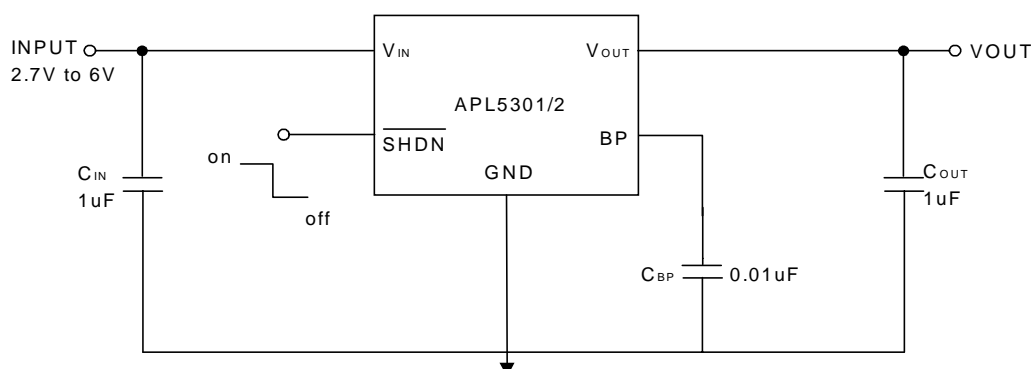 INPUT
2.7V to 6V
VIN
VOUT
VOUT
APL5301/2
SHDN
BP
on
off
GND
CIN
1uF
COUT
1uF
CBP
0.01uF